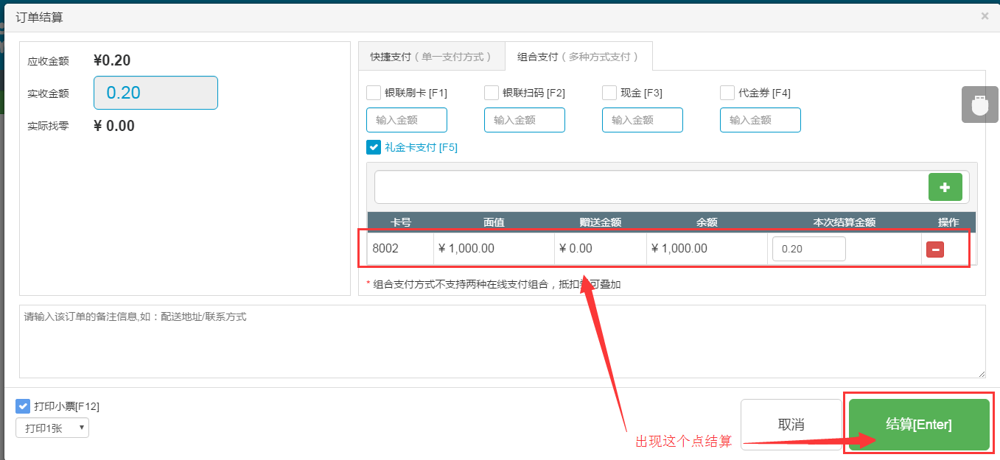 订单结算
×
应收金额 ¥0.20
实收金额 0.20
实际找零 ¥ 0.00
快捷支付（单一支付方式） 组合支付（多种方式支付）
银联刷卡 [F1] 银联扫码 [F2] 现金 [F3] 代金券 [F4]
输入金额 输入金额 输入金额 输入金额
礼金卡支付 [F5]
卡号 面值 赠送金额 余额 本次结算金额 操作
8002 ¥ 1,000.00 ¥ 0.00 ¥ 1,000.00 0.20
* 组合支付方式不支持两种在线支付组合，抵扣 可叠加
请输入该订单的备注信息,如：配送地址/联系方式
打印小票[F12]
打印1张
取消
结算[Enter]
出现这个点结算